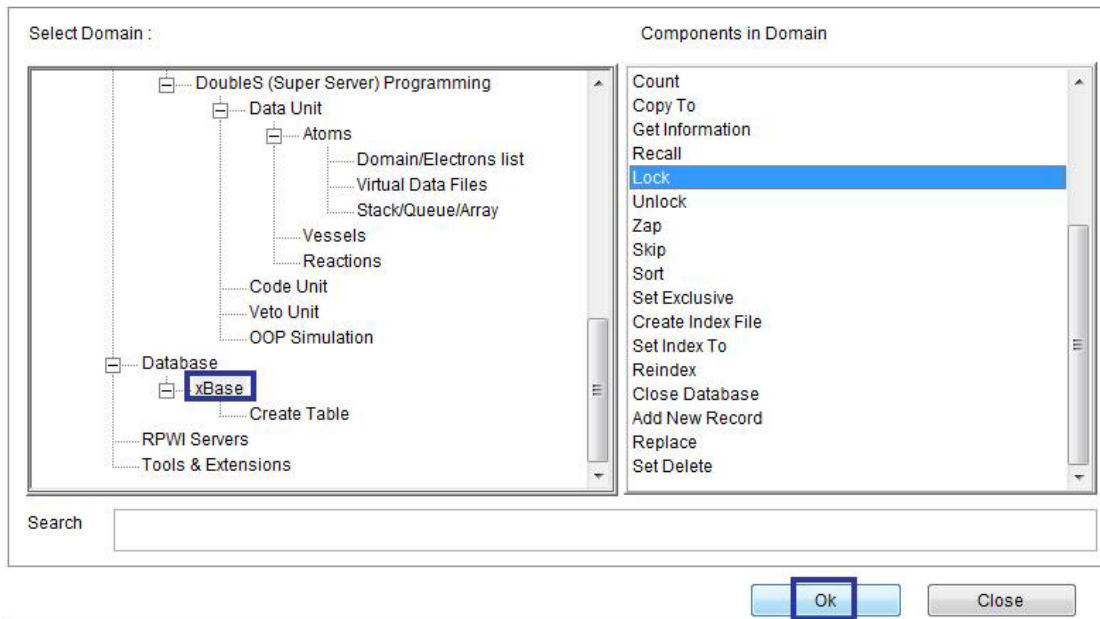 Select Domain :
Components in Domain
DoubleS (Super Server) Programming
Data Unit
Atoms
Domain/Electrons list
Virtual Data Files
Stack/Queue/Array
Vessels
Reactions
Code Unit
Veto Unit
OOP Simulation
Database
xBase
Create Table
RPWI Servers
Tools & Extensions
Count
Copy To
Get Information
Recall
Lock
Unlock
Zap
Skip
Sort
Set Exclusive
Create Index File
Set Index To
Reindex
Close Database
Add New Record
Replace
Set Delete
Search
Ok
Close